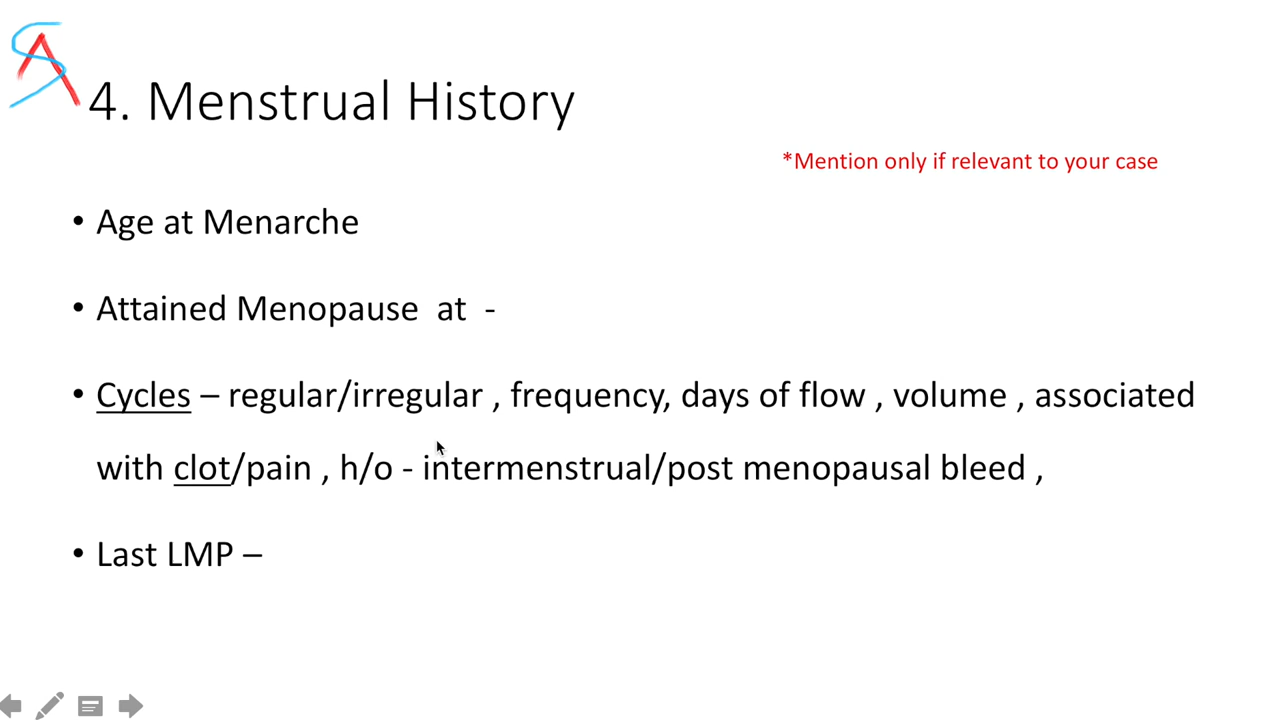 SA
4. Menstrual History
*Mention only if relevant to your case
• Age at Menarche
• Attained Menopause at -
• Cycles – regular/irregular , frequency, days of flow , volume , associated
with clot/pain , h/o - intermenstrual/post menopausal bleed ,
• Last LMP –